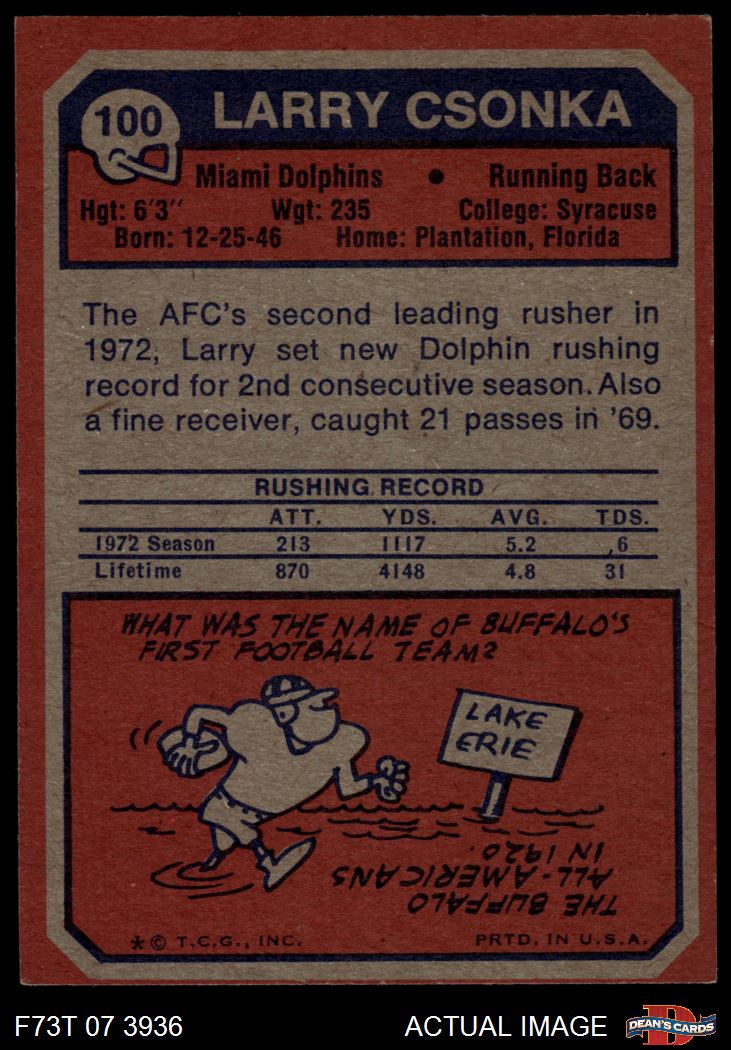 100
LARRY CSONKA
Miami Dolphins • Running Back
Hgt: 6'3" Wgt: 235 College: Syracuse
Born: 12-25-46 Home: Plantation, Florida
The AFC's second leading rusher in
1972, Larry set new Dolphin rushing
record for 2nd consecutive season. Also
a fine receiver, caught 21 passes in '69.
RUSHING RECORD
ATT. YDS. AVG. TDS.
1972 Season 213 1117 5.2 6
Lifetime 870 4148 4.8 31
WHAT WAS THE NAME OF BUFFALO'S
FIRST FOOTBALL TEAM?
LAKE
ERIE
THE BUFFALO
ALL-AMERICANS
IN 1920.
* © T.C.G., INC. PRTD. IN U.S.A.
F73T 07 3936 ACTUAL IMAGE
D
DEAN'S CARDS